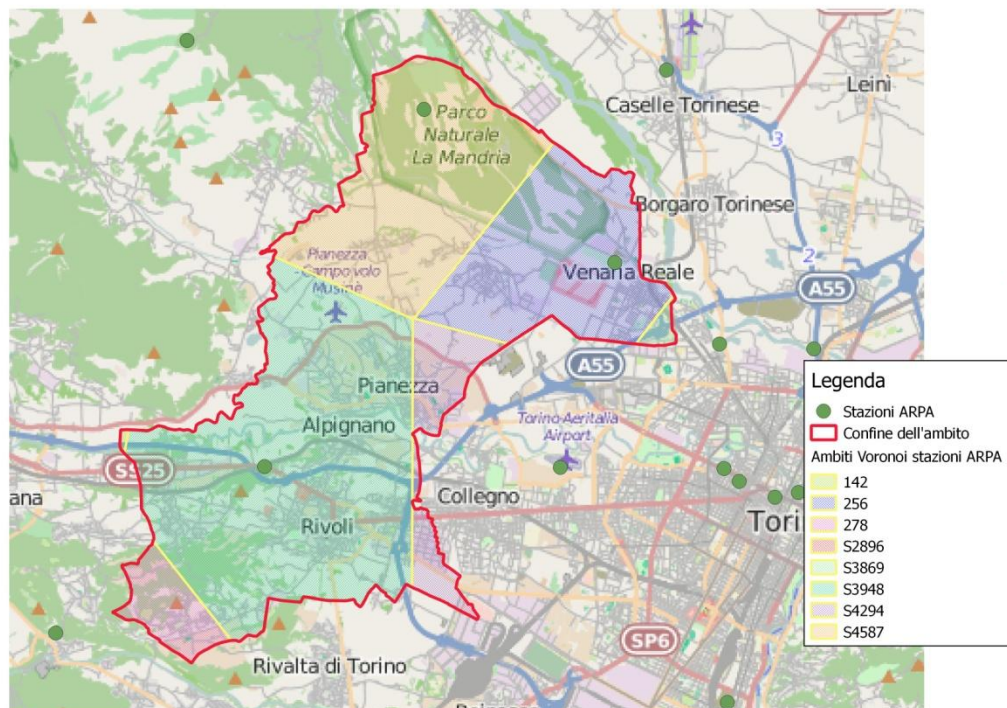 Leinì
Caselle Torinese
3
Parco
Naturale
La Mandria
Borgaro Torinese
2
Pianezza
Campo volo
Musinè
Venaria Reale
A55
A55
Pianezza
Alpignano
Torino-Aeritalia
Airport
SS25
ana
Collegno
Rivoli
Tori
SP6
Rivalta di Torino
Legenda
Stazioni ARPA
Confine dell'ambito
Ambiti Voronoi stazioni ARPA
142
256
278
S2896
S3869
S3948
S4294
S4587